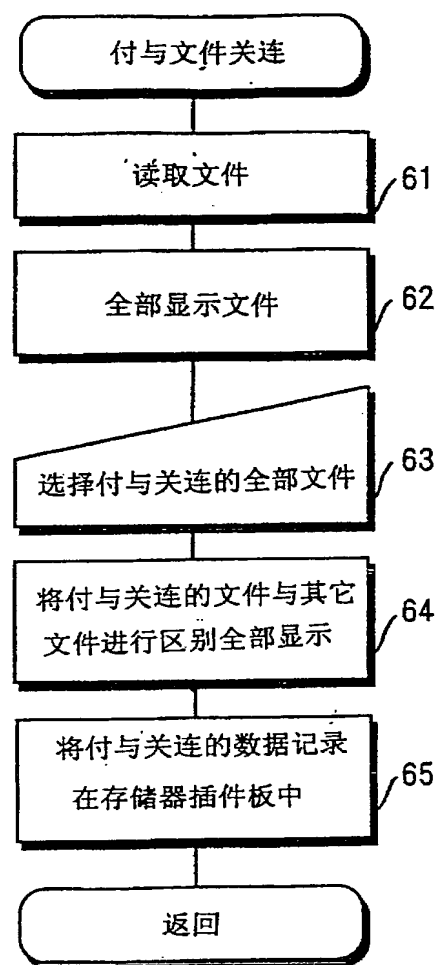 付与文件关连
读取文件
61
全部显示文件
62
选择付与关连的全部文件
63
将付与关连的文件与其它
文件进行区别全部显示
64
将付与关连的数据记录
在存储器插件板中
65
返回